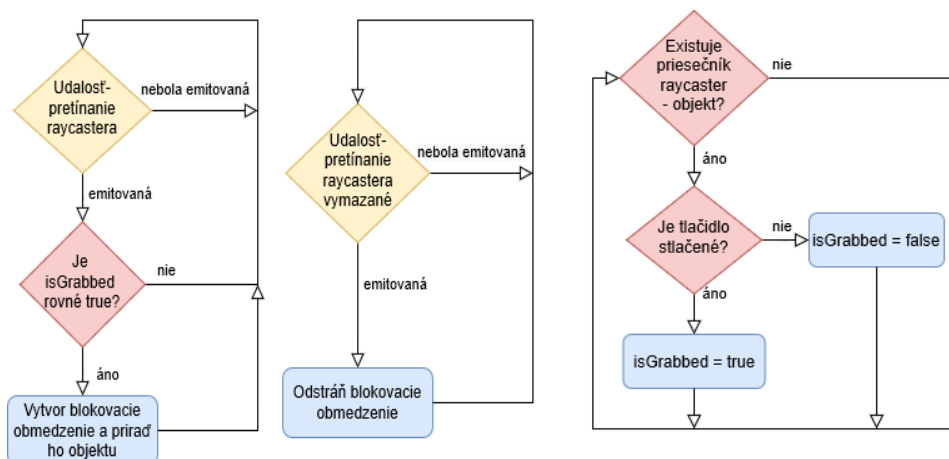 Udalosť-
pretínanie
raycastera
nebola emitovaná
emitovaná
Je
isGrabbed
rovné true?
nie
áno
Vytvor blokovacie
obmedzenie a priraď
ho objektu
Udalosť-
pretínanie
raycastera
vymazané
nebola emitovaná
emitovaná
Odstráň blokovacie
obmedzenie
Existuje
priesečník
raycaster
- objekt?
nie
áno
Je tlačidlo
stlačené?
nie
isGrabbed = false
áno
isGrabbed = true